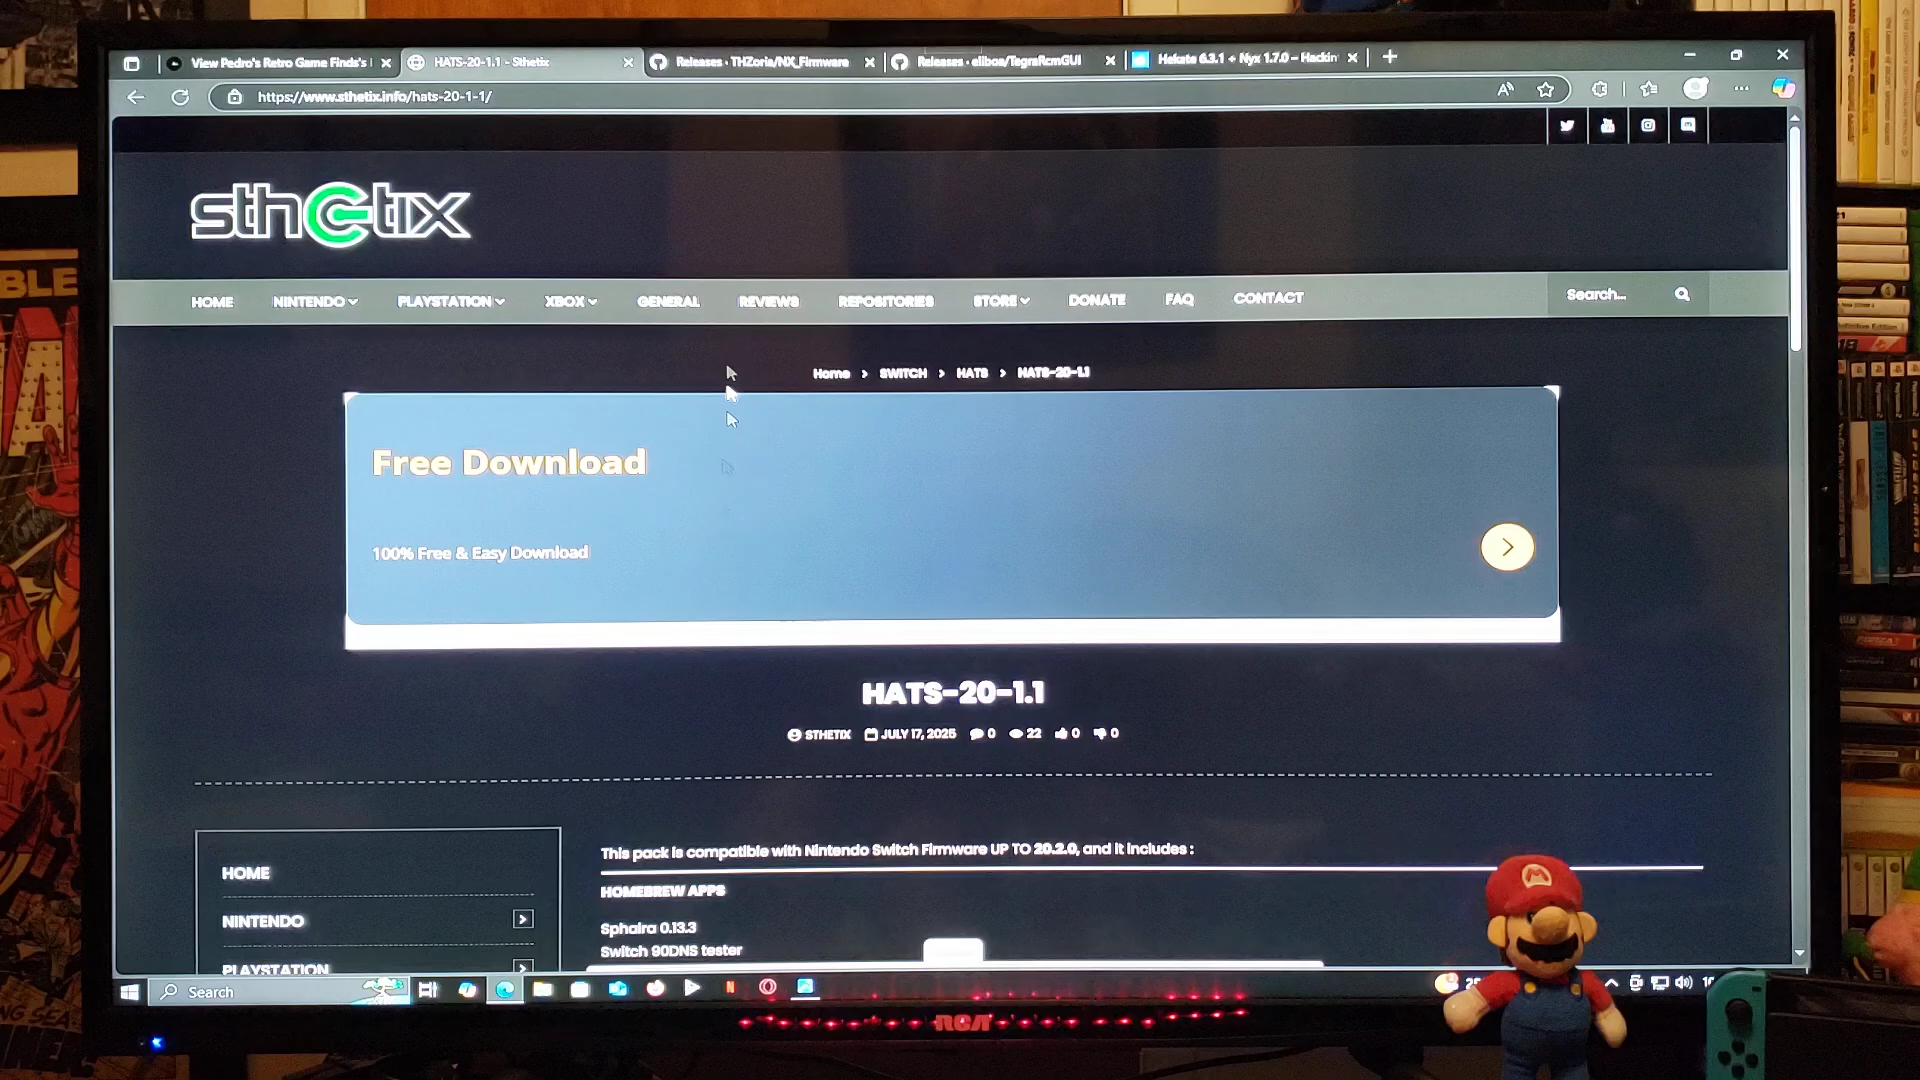 View Pedro's Retro Game Finds's
HATS-20-1.1 - Sthetix
Releases · THZoria/NX_Firmware
Releases · eliboa/TegraRcmGUI
Hekate 6.3.1 + Nyx 1.7.0 – Hackin
https://www.sthetix.info/hats-20-1-1/
sthetix
HOME
NINTENDO
PLAYSTATION
XBOX
GENERAL
REVIEWS
REPOSITORIES
STORE
DONATE
FAQ
CONTACT
Search...
Home > SWITCH > HATS > HATS-20-1.1
Free Download
100% Free & Easy Download
HATS-20-1.1
STHETIX JULY 17, 2025 0 22 0 0
This pack is compatible with Nintendo Switch Firmware UP TO 20.2.0, and it includes :
HOME
HOMEBREW APPS
NINTENDO
Sphaira 0.13.3
Switch 90DNS tester
PLAYSTATION
Search
RCA